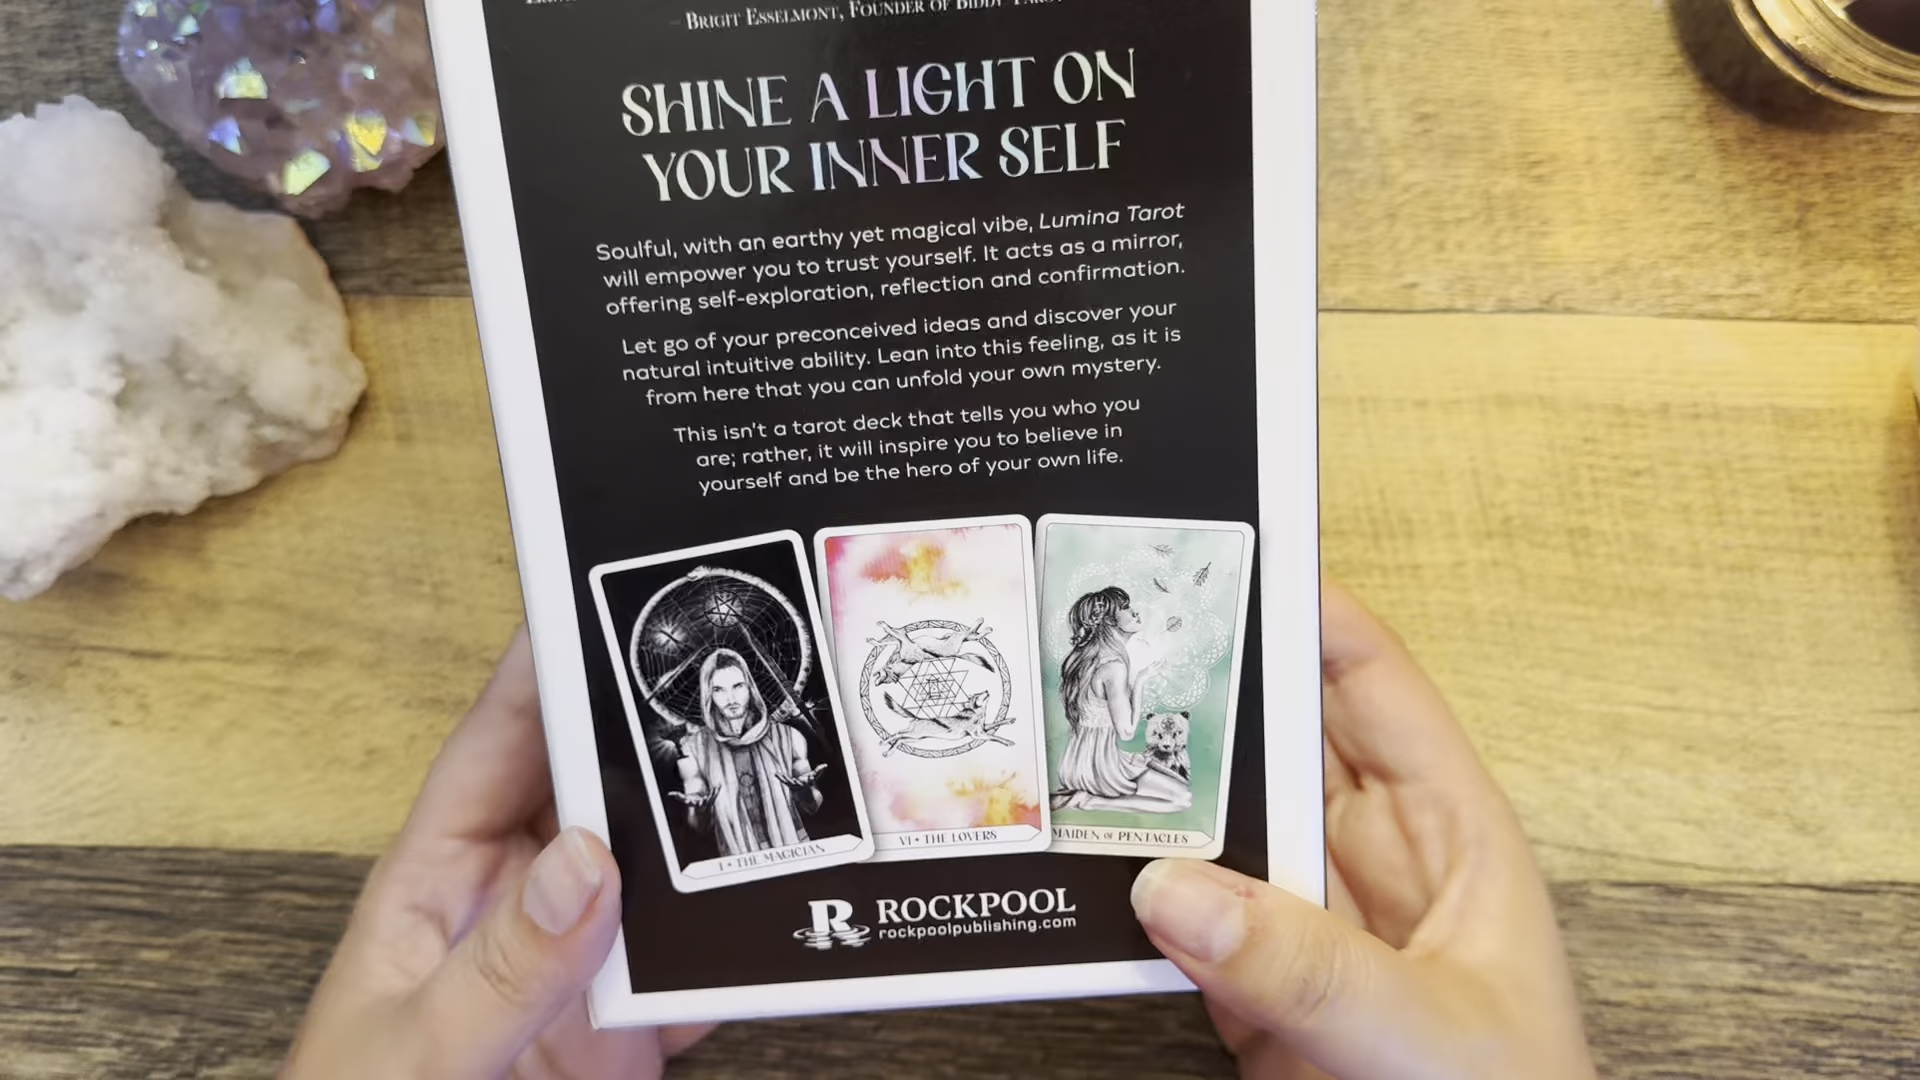 – BRIGIT ESSELMONT, FOUNDER OF BIDDY TAROT
SHINE A LIGHT ON
YOUR INNER SELF
Soulful, with an earthy yet magical vibe, Lumina Tarot
will empower you to trust yourself. It acts as a mirror,
offering self-exploration, reflection and confirmation.
Let go of your preconceived ideas and discover your
natural intuitive ability. Lean into this feeling, as it is
from here that you can unfold your own mystery.
This isn't a tarot deck that tells you who you
are; rather, it will inspire you to believe in
yourself and be the hero of your own life.
I • THE MAGICIAN
VI • THE LOVERS
MAIDEN OF PENTACLES
R ROCKPOOL
rockpoolpublishing.com